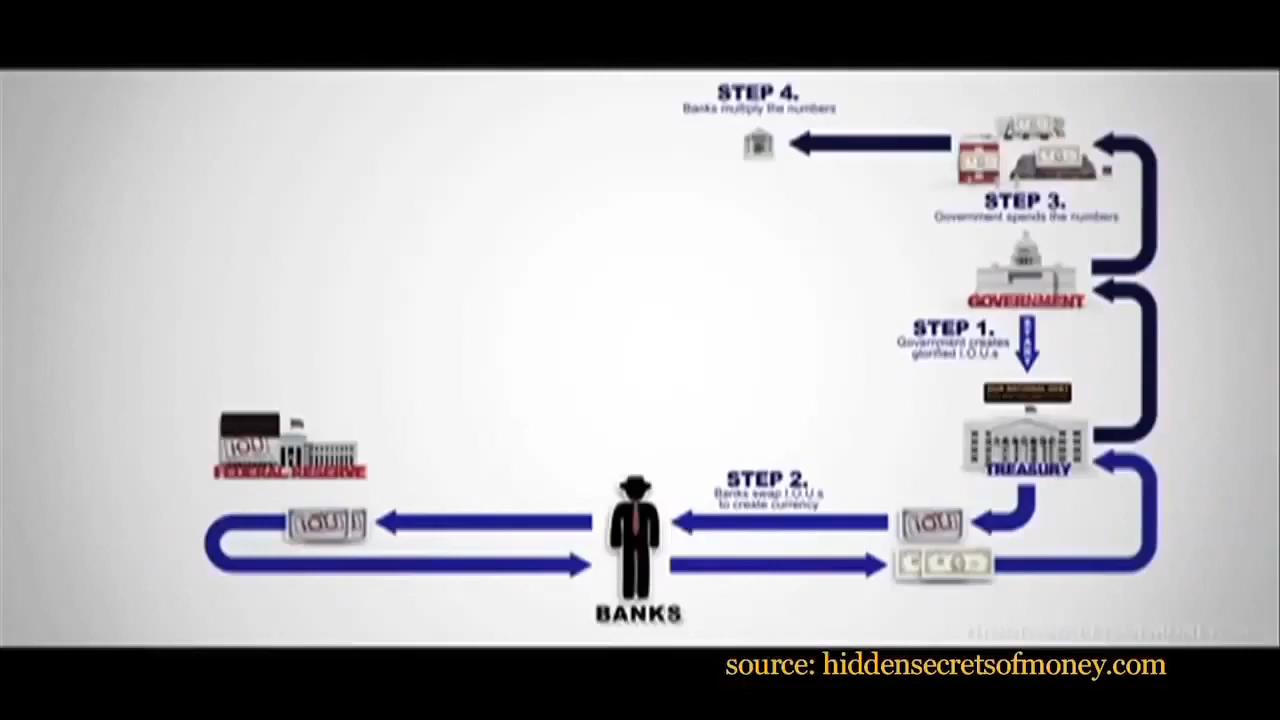 STEP 4.
Banks multiply the numbers
STEP 3.
Government spends the numbers
GOVERNMENT
STEP 1.
Government creates
glorified I.O.U.s
START
OUR NATIONAL DEBT
TREASURY
IOU
FEDERAL RESERVE
STEP 2.
Banks swap I.O.U.s
to create currency
IOU
IOU
BANKS
source: hiddensecretsofmoney.com